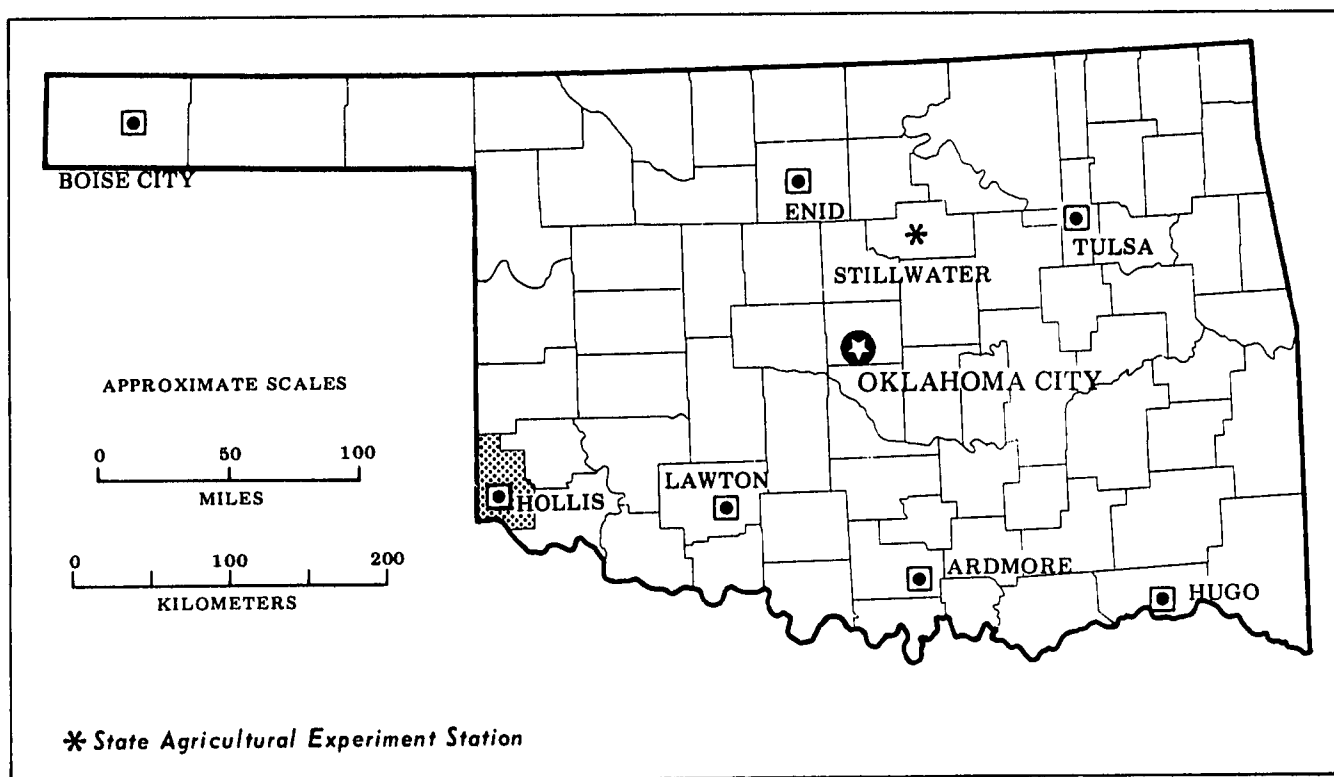 BOISE CITY
ENID
TULSA
STILLWATER
OKLAHOMA CITY
APPROXIMATE SCALES
0 50 100
MILES
0 100 200
KILOMETERS
LAWTON
HOLLIS
ARDMORE
HUGO
* State Agricultural Experiment Station